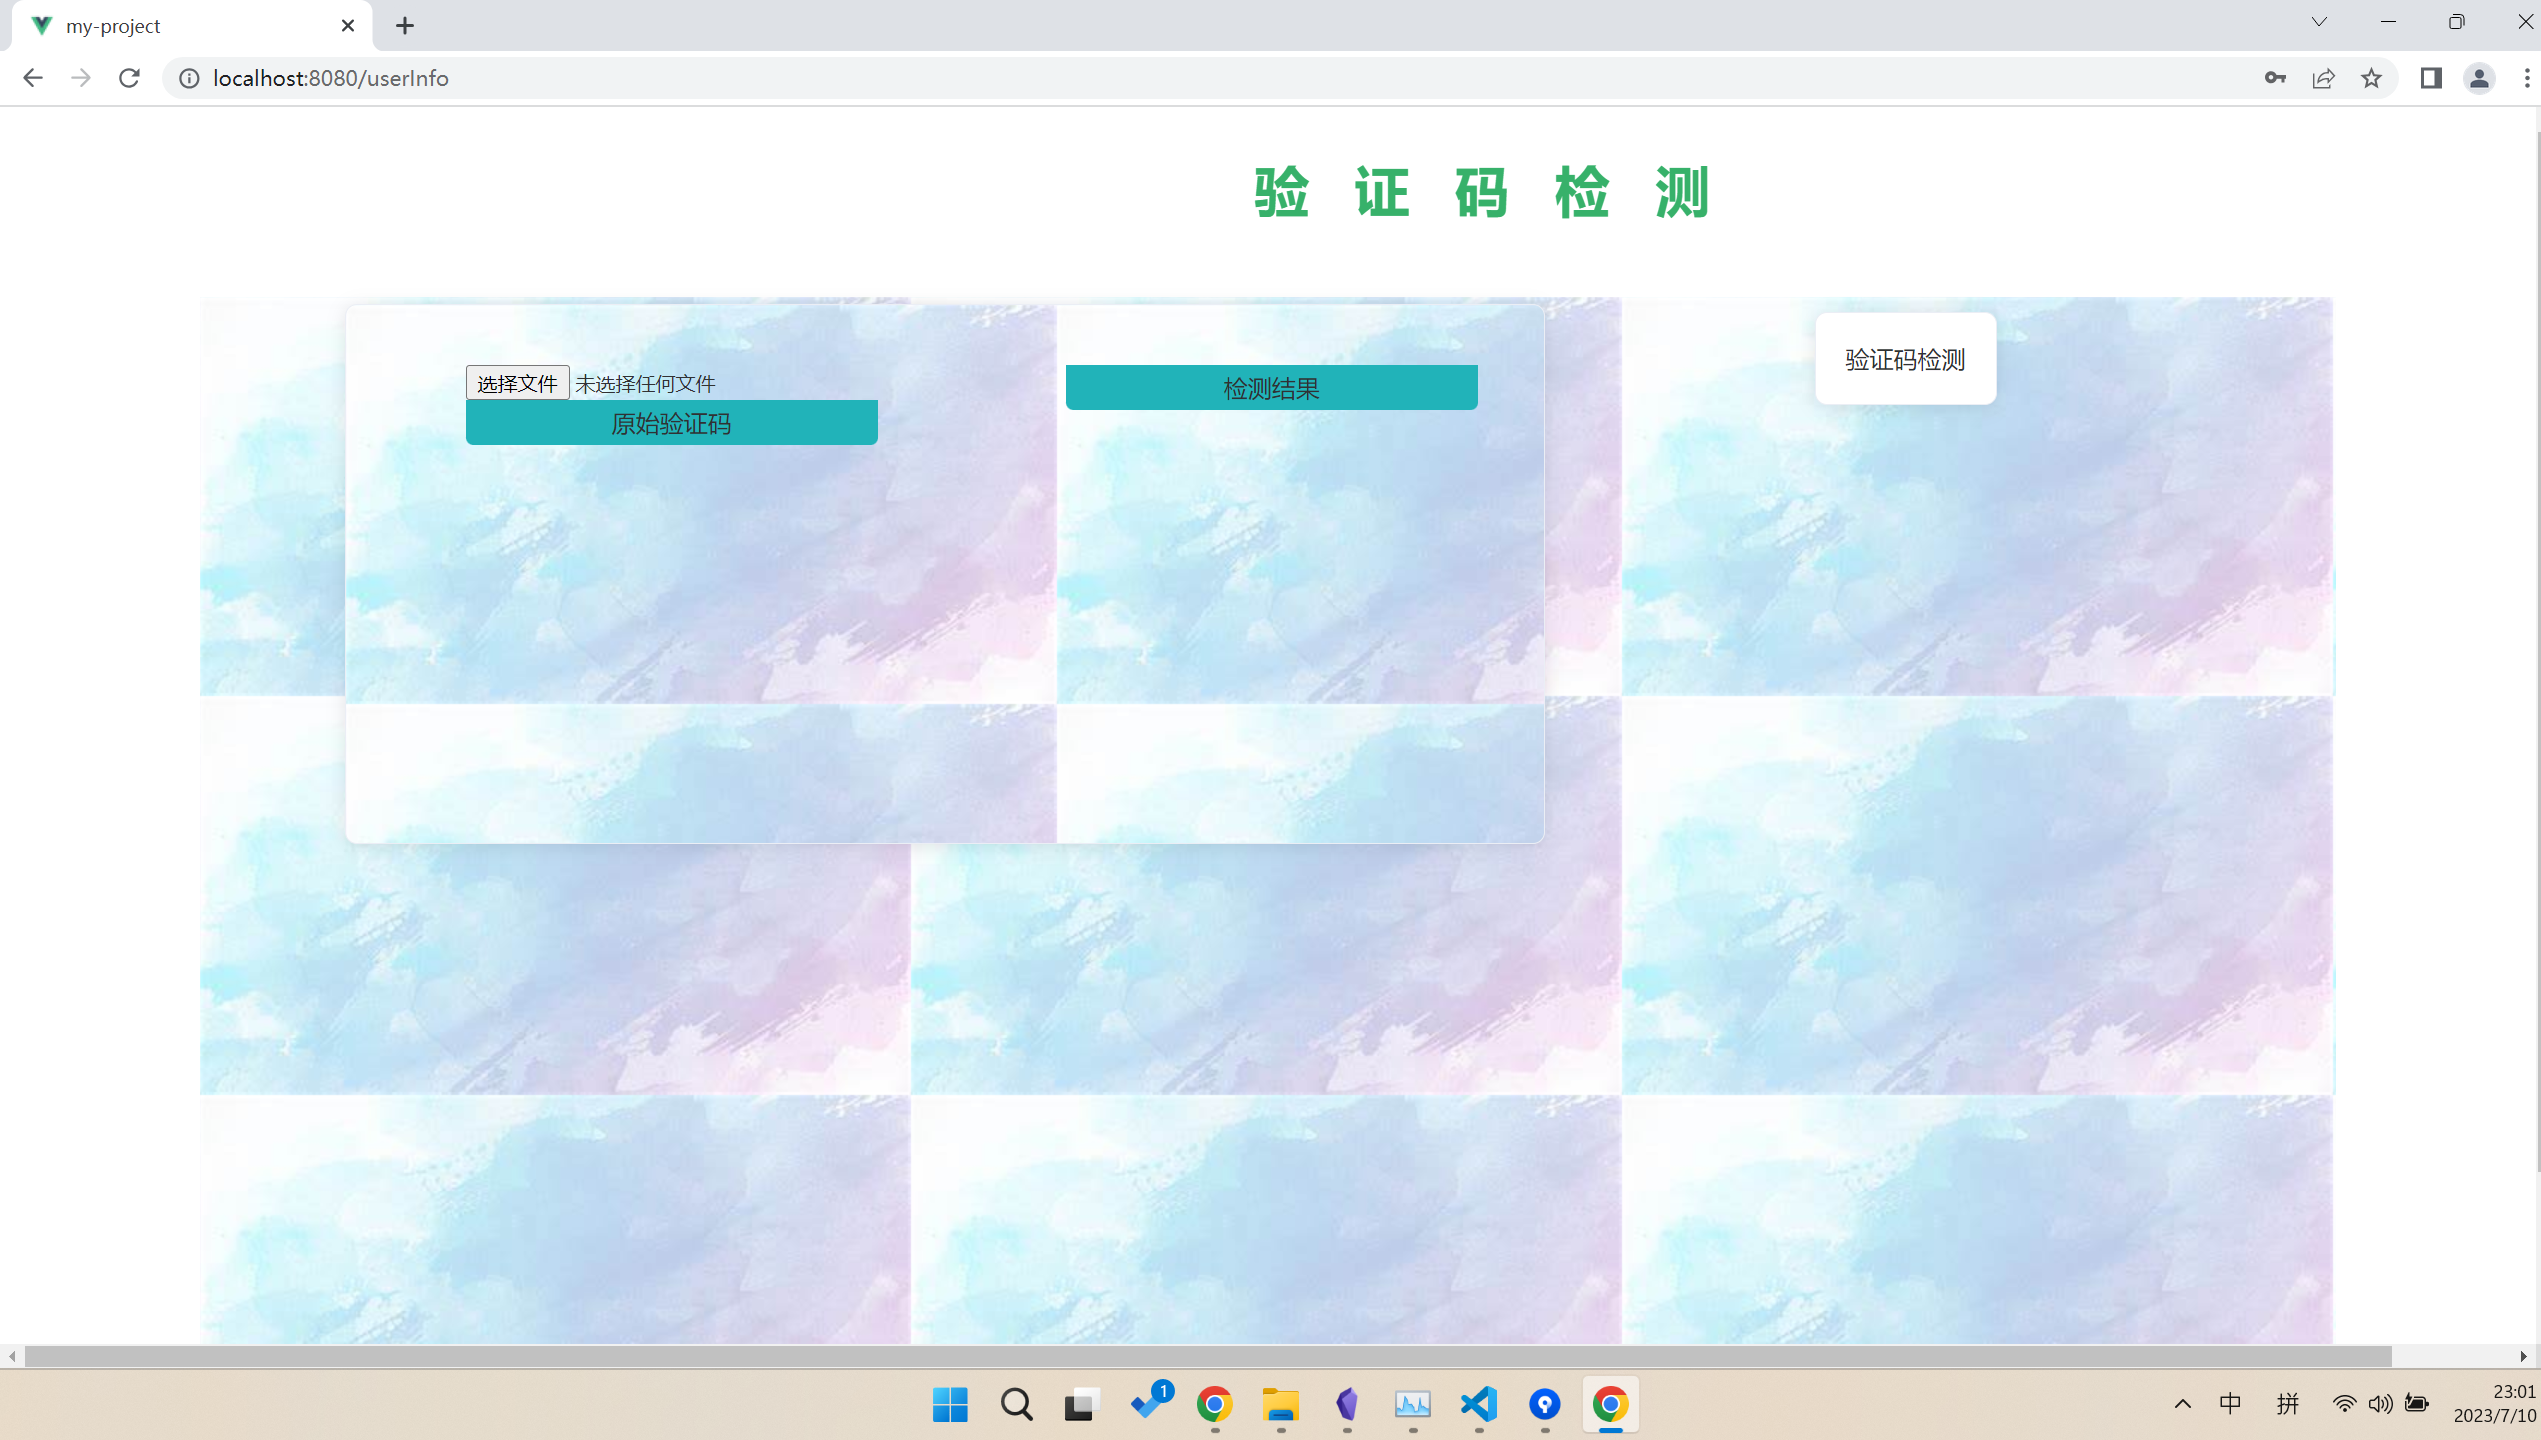 my-project
localhost:8080/userInfo
验 证 码 检 测
选择文件 未选择任何文件
原始验证码
检测结果
验证码检测
1
中
拼
23:01
2023/7/10